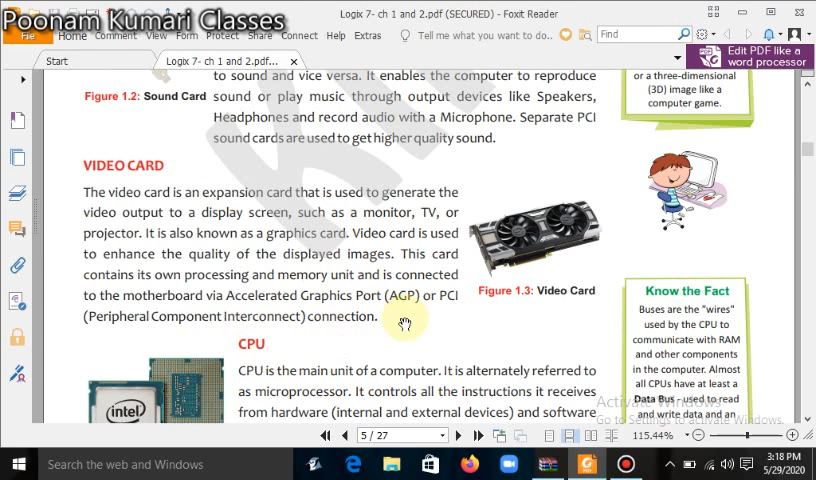 Poonam Kumari Classes
Logix 7- ch 1 and 2.pdf (SECURED) - Foxit Reader
File Home Comment View Form Protect Share Connect Help Extras Tell me what you want to do.. Find
Start Logix 7- ch 1 and 2.pdf... Edit PDF like a
word processor
to sound and vice versa. It enables the computer to reproduce
Figure 1.2: Sound Card sound or play music through output devices like Speakers,
Headphones and record audio with a Microphone. Separate PCI
sound cards are used to get higher quality sound.
or a three-dimensional
(3D) image like a
computer game.
VIDEO CARD
The video card is an expansion card that is used to generate the
video output to a display screen, such as a monitor, TV, or
projector. It is also known as a graphics card. Video card is used
to enhance the quality of the displayed images. This card
contains its own processing and memory unit and is connected
to the motherboard via Accelerated Graphics Port (AGP) or PCI
(Peripheral Component Interconnect) connection.
Figure 1.3: Video Card
Know the Fact
Buses are the "wires"
used by the CPU to
communicate with RAM
and other components
in the computer. Almost
all CPUs have at least a
Data Bus - used to read
and write data and an
CPU
CPU is the main unit of a computer. It is alternately referred to
as microprocessor. It controls all the instructions it receives
from hardware (internal and external devices) and software
intel
Activate Windows
Go to Settings to activate Windows.
5 / 27 115.44%
Search the web and Windows
3:18 PM
5/29/2020